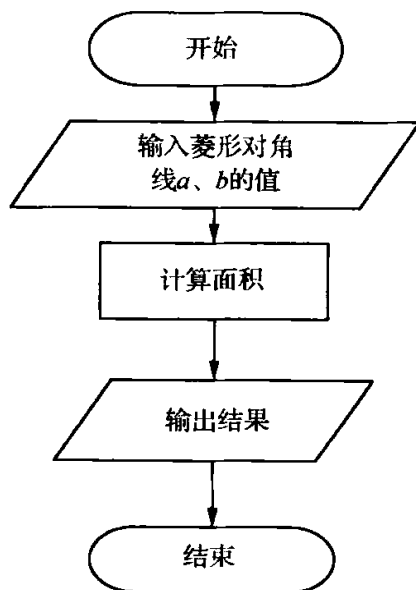 开始
输入菱形对角
线a、b的值
计算面积
输出结果
结束